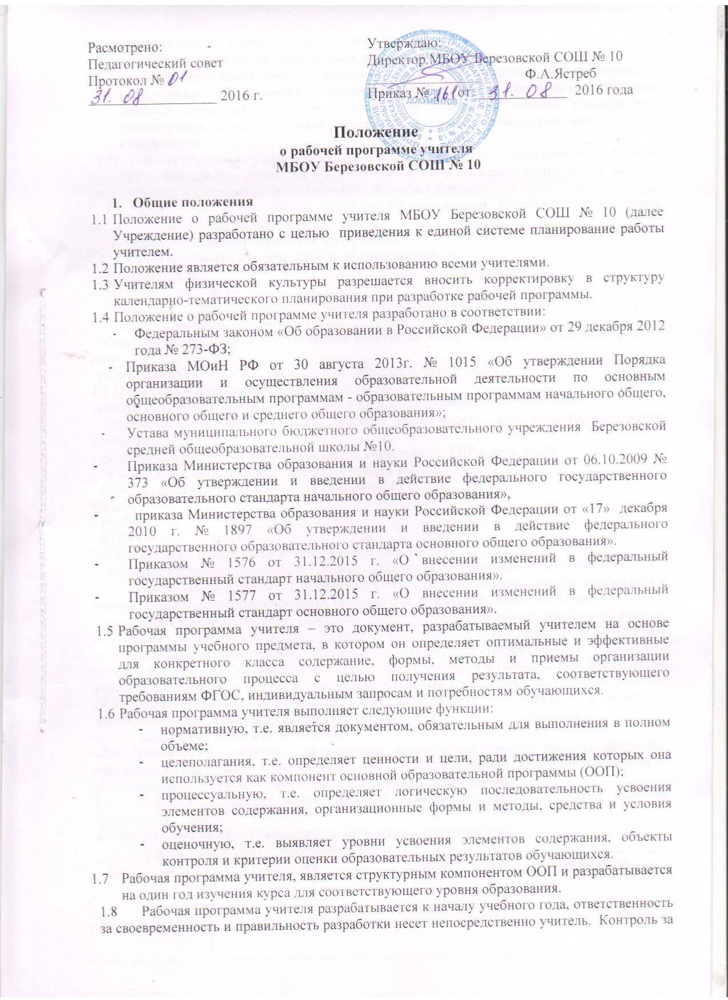 Расмотрено:
Педагогический совет
Протокол № 01
31. 08 2016 г.
Утверждаю:
Директор МБОУ Березовской СОШ № 10
Ф.А.Ястреб
Приказ № 161 от 31. 08 2016 года
ДЛЯ
ДОКУМЕНТОВ
Положение
о рабочей программе учителя
МБОУ Березовской СОШ № 10
1. Общие положения
1.1 Положение о рабочей программе учителя МБОУ Березовской СОШ № 10 (далее
Учреждение) разработано с целью приведения к единой системе планирование работы
учителем.
1.2 Положение является обязательным к использованию всеми учителями.
1.3 Учителям физической культуры разрешается вносить корректировку в структуру
календарно-тематического планирования при разработке рабочей программы.
1.4 Положение о рабочей программе учителя разработано в соответствии:
- Федеральным законом «Об образовании в Российской Федерации» от 29 декабря 2012
года № 273-ФЗ;
- Приказа МОиН РФ от 30 августа 2013г. № 1015 «Об утверждении Порядка
организации и осуществления образовательной деятельности по основным
общеобразовательным программам - образовательным программам начального общего,
основного общего и среднего общего образования»;
- Устава муниципального бюджетного общеобразовательного учреждения Березовской
средней общеобразовательной школы №10.
- Приказа Министерства образования и науки Российской Федерации от 06.10.2009 №
373 «Об утверждении и введении в действие федерального государственного
образовательного стандарта начального общего образования»,
- приказа Министерства образования и науки Российской Федерации от «17» декабря
2010 г. № 1897 «Об утверждении и введении в действие федерального
государственного образовательного стандарта основного общего образования».
- Приказом № 1576 от 31.12.2015 г. «О внесении изменений в федеральный
государственный стандарт начального общего образования».
- Приказом № 1577 от 31.12.2015 г. «О внесении изменений в федеральный
государственный стандарт основного общего образования».
1.5 Рабочая программа учителя – это документ, разрабатываемый учителем на основе
программы учебного предмета, в котором он определяет оптимальные и эффективные
для конкретного класса содержание, формы, методы и приемы организации
образовательного процесса с целью получения результата, соответствующего
требованиям ФГОС, индивидуальным запросам и потребностям обучающихся.
1.6 Рабочая программа учителя выполняет следующие функции:
- нормативную, т.е. является документом, обязательным для выполнения в полном
объеме;
- целеполагания, т.е. определяет ценности и цели, ради достижения которых она
используется как компонент основной образовательной программы (ООП);
- процессуальную, т.е. определяет логическую последовательность усвоения
элементов содержания, организационные формы и методы, средства и условия
обучения;
- оценочную, т.е. выявляет уровни усвоения элементов содержания, объекты
контроля и критерии оценки образовательных результатов обучающихся.
1.7 Рабочая программа учителя, является структурным компонентом ООП и разрабатывается
на один год изучения курса для соответствующего уровня образования.
1.8 Рабочая программа учителя разрабатывается к началу учебного года, ответственность
за своевременность и правильность разработки несет непосредственно учитель. Контроль за